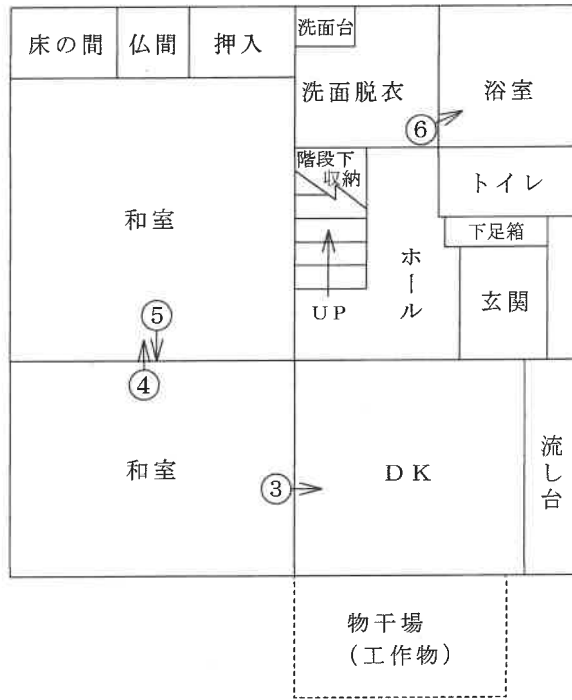 洗面台
床の間
仏間
押入
洗面脱衣
浴室
⑥
階段下
収納
トイレ
和室
下足箱
ホール
玄関
UP
⑤
④
和室
DK
流し台
③
物干場
(工作物)